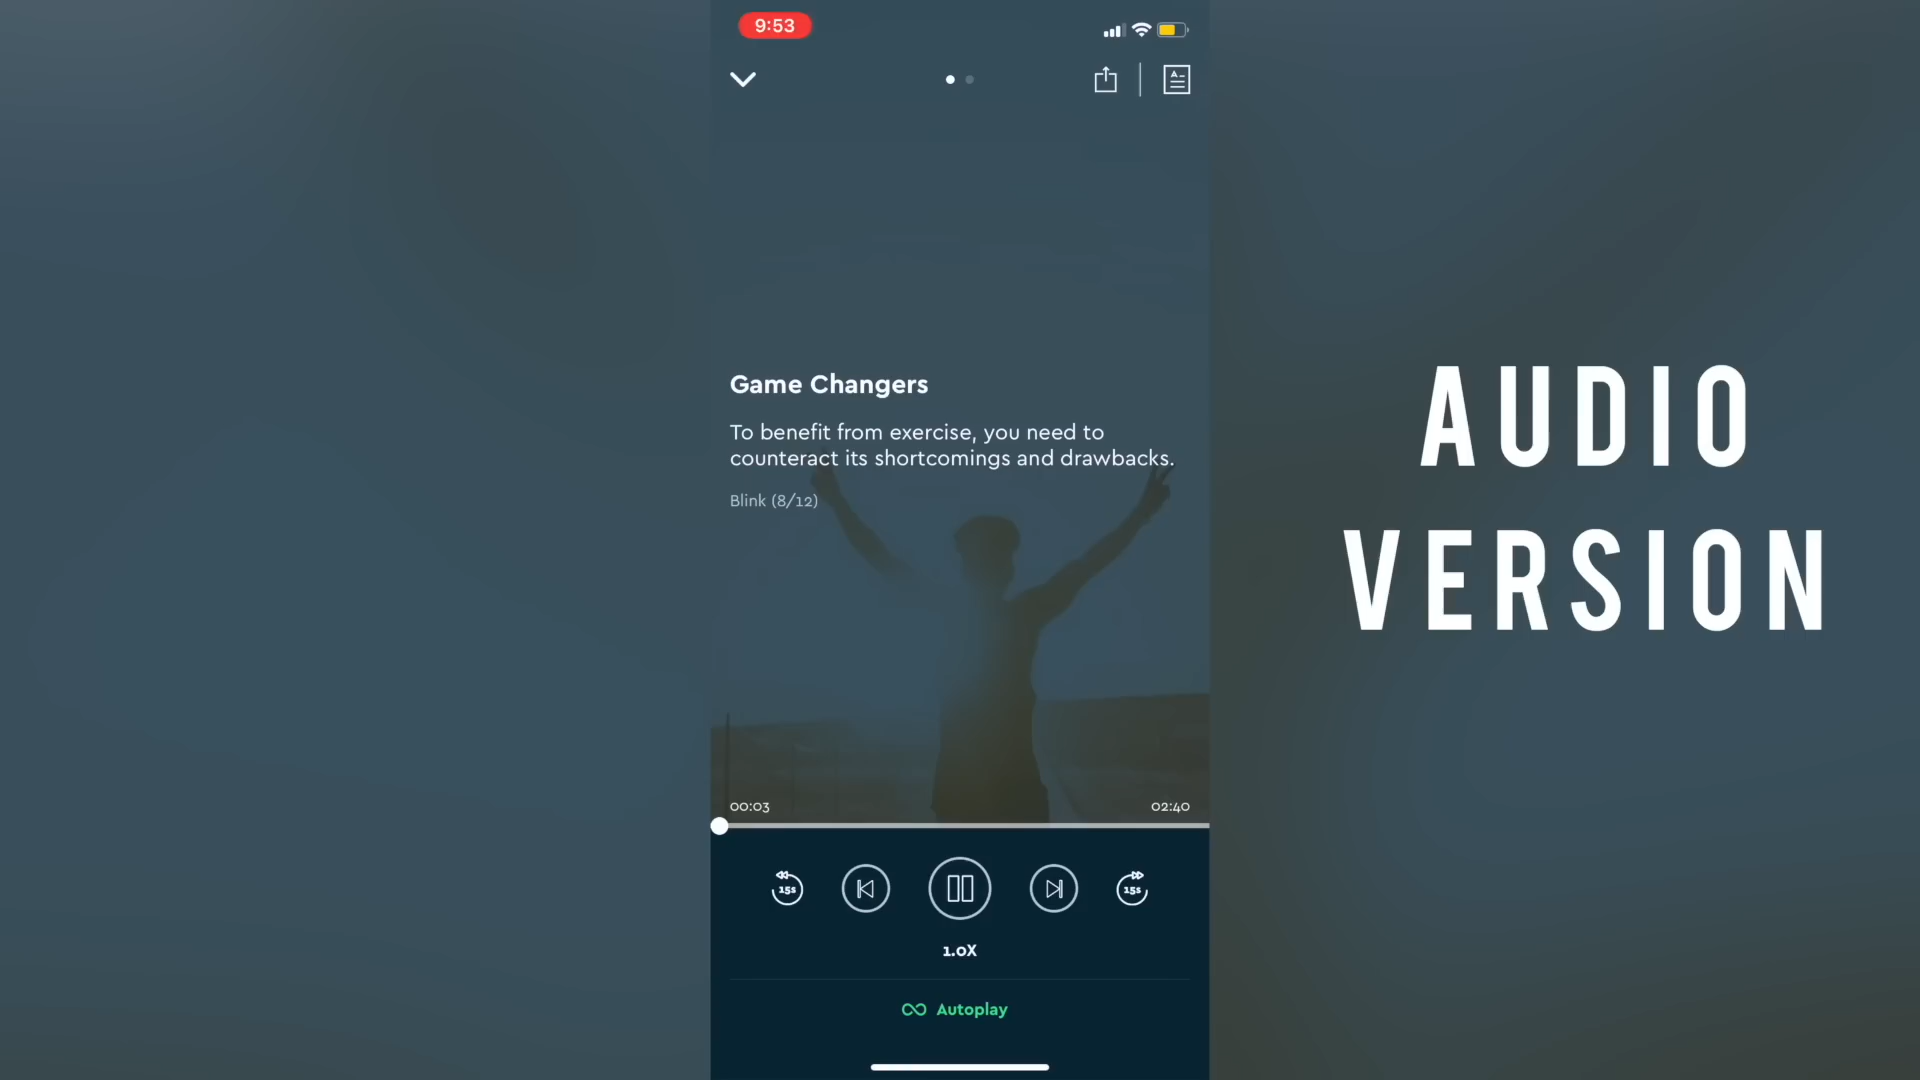 9:53
Game Changers
To benefit from exercise, you need to
counteract its shortcomings and drawbacks.
Blink (8/12)
00:03
02:40
15s
15s
1.0X
Autoplay
AUDIO
VERSION